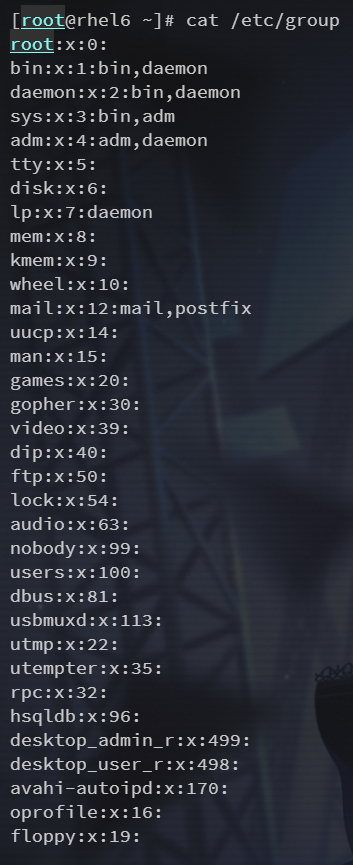 [root@rhel6 ~]# cat /etc/group
root:x:0:
bin:x:1:bin,daemon
daemon:x:2:bin,daemon
sys:x:3:bin,adm
adm:x:4:adm,daemon
tty:x:5:
disk:x:6:
lp:x:7:daemon
mem:x:8:
kmem:x:9:
wheel:x:10:
mail:x:12:mail,postfix
uucp:x:14:
man:x:15:
games:x:20:
gopher:x:30:
video:x:39:
dip:x:40:
ftp:x:50:
lock:x:54:
audio:x:63:
nobody:x:99:
users:x:100:
dbus:x:81:
usbmuxd:x:113:
utmp:x:22:
utempter:x:35:
rpc:x:32:
hsqldb:x:96:
desktop_admin_r:x:499:
desktop_user_r:x:498:
avahi-autoipd:x:170:
oprofile:x:16:
floppy:x:19: